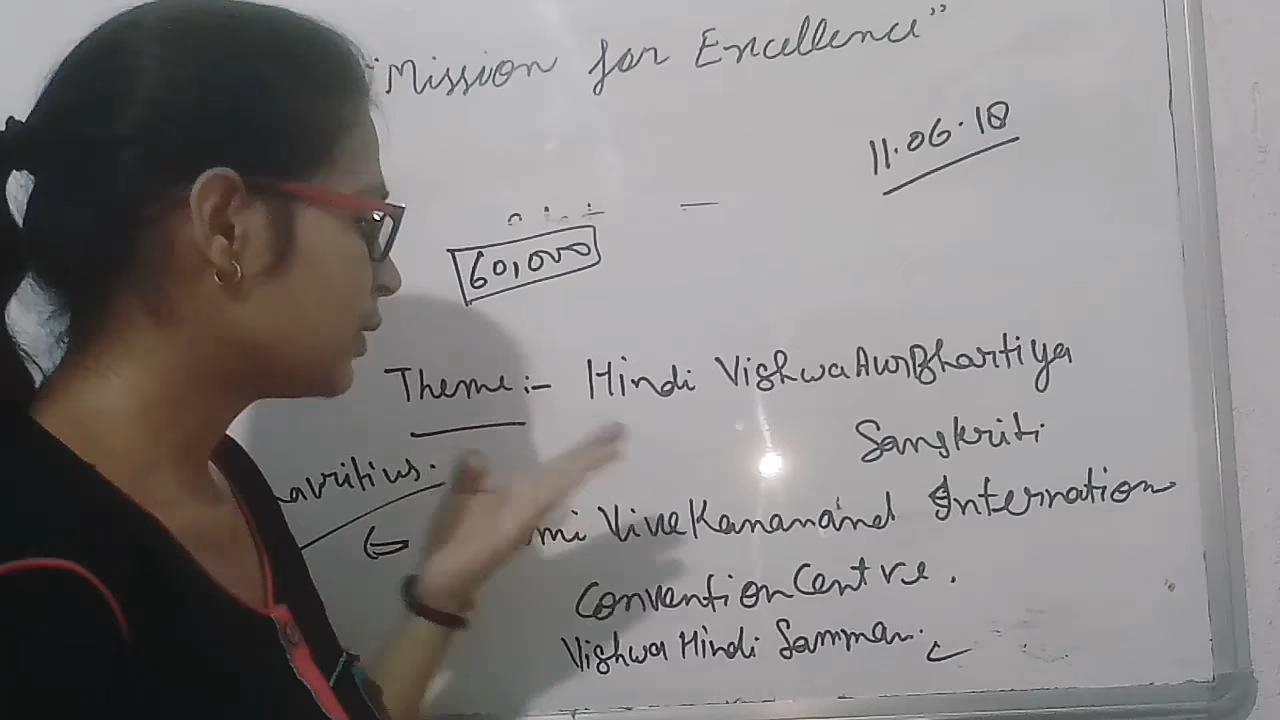 "Mission for Excellence"
11.06.18
60,000
Theme:- Hindi Vishwa Aur Bhartiya
Sanskriti
auritius.
mi Vivekananand Internation
Convention Centre.
Vishwa Hindi Samman.